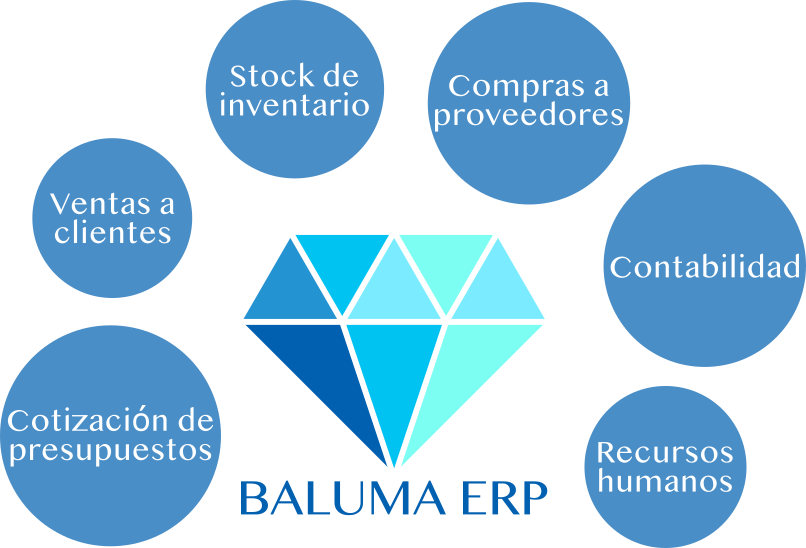 Stock de
inventario
Compras a
proveedores
Ventas a
clientes
Contabilidad
Cotización de
presupuestos
Recursos
humanos
BALUMA ERP